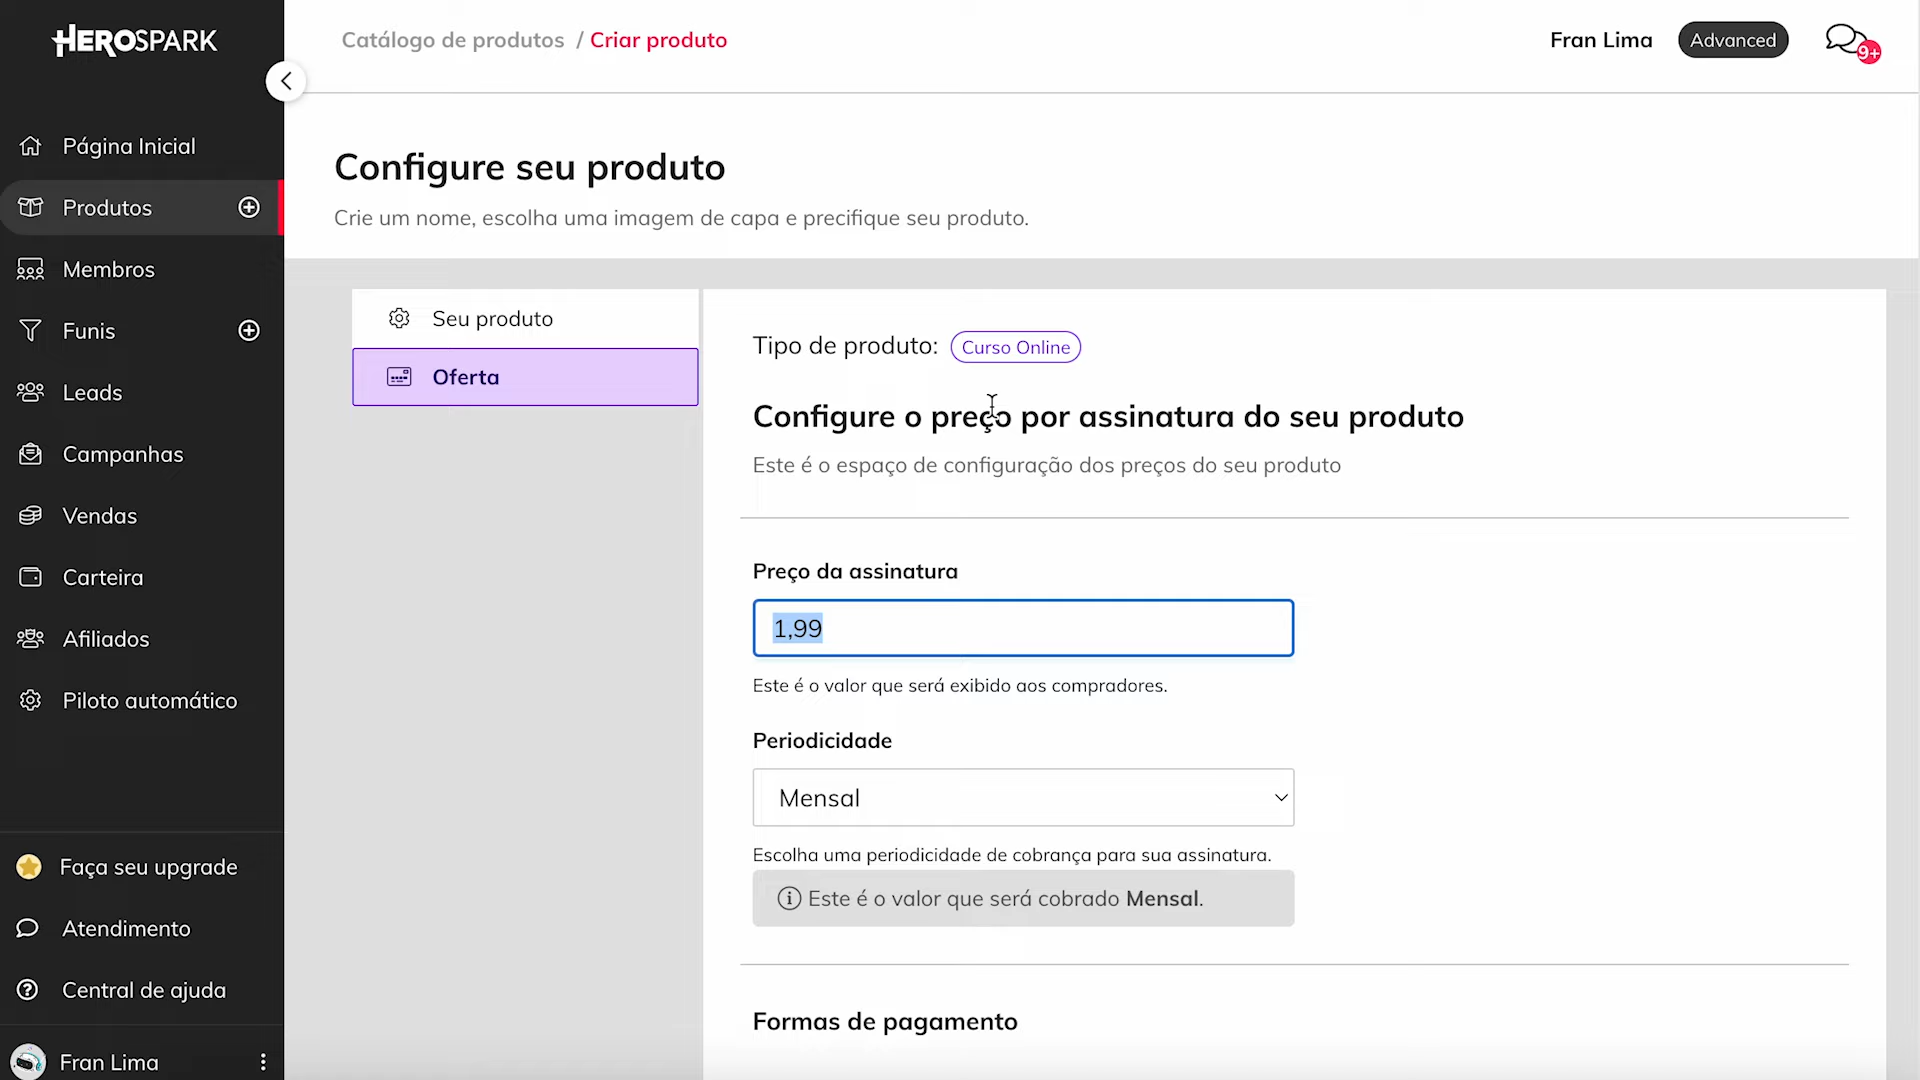 HEROSPARK
Catálogo de produtos / Criar produto
Fran Lima
Advanced
9+
Página Inicial
Produtos
Membros
Funis
Leads
Campanhas
Vendas
Carteira
Afiliados
Piloto automático
Faça seu upgrade
Atendimento
Central de ajuda
Fran Lima
Configure seu produto
Crie um nome, escolha uma imagem de capa e precifique seu produto.
Seu produto
Oferta
Tipo de produto: Curso Online
Configure o preço por assinatura do seu produto
Este é o espaço de configuração dos preços do seu produto
Preço da assinatura
1,99
Este é o valor que será exibido aos compradores.
Periodicidade
Mensal
Escolha uma periodicidade de cobrança para sua assinatura.
Este é o valor que será cobrado Mensal.
Formas de pagamento